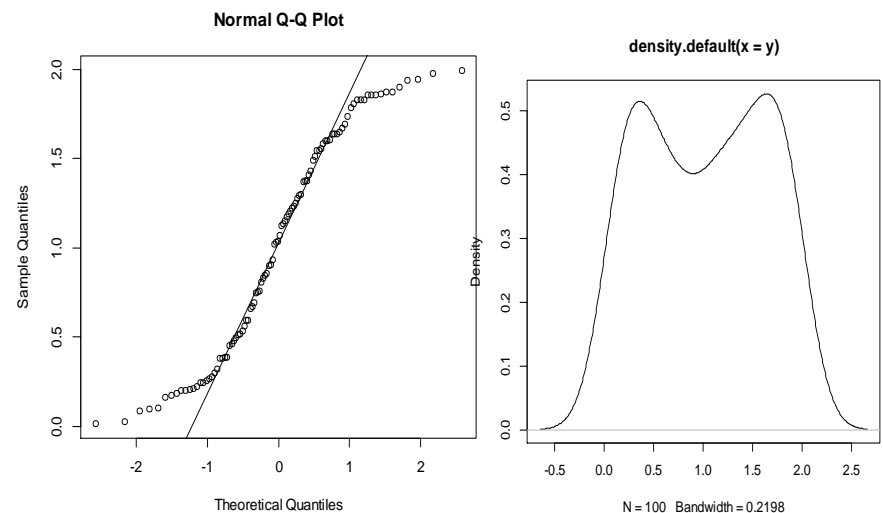 Normal Q-Q Plot
Sample Quantiles
2.0
1.5
1.0
0.5
0.0
-2 -1 0 1 2
Theoretical Quantiles
density.default(x = y)
Density
0.5
0.4
0.3
0.2
0.1
0.0
-0.5 0.0 0.5 1.0 1.5 2.0 2.5
N = 100 Bandwidth = 0.2198